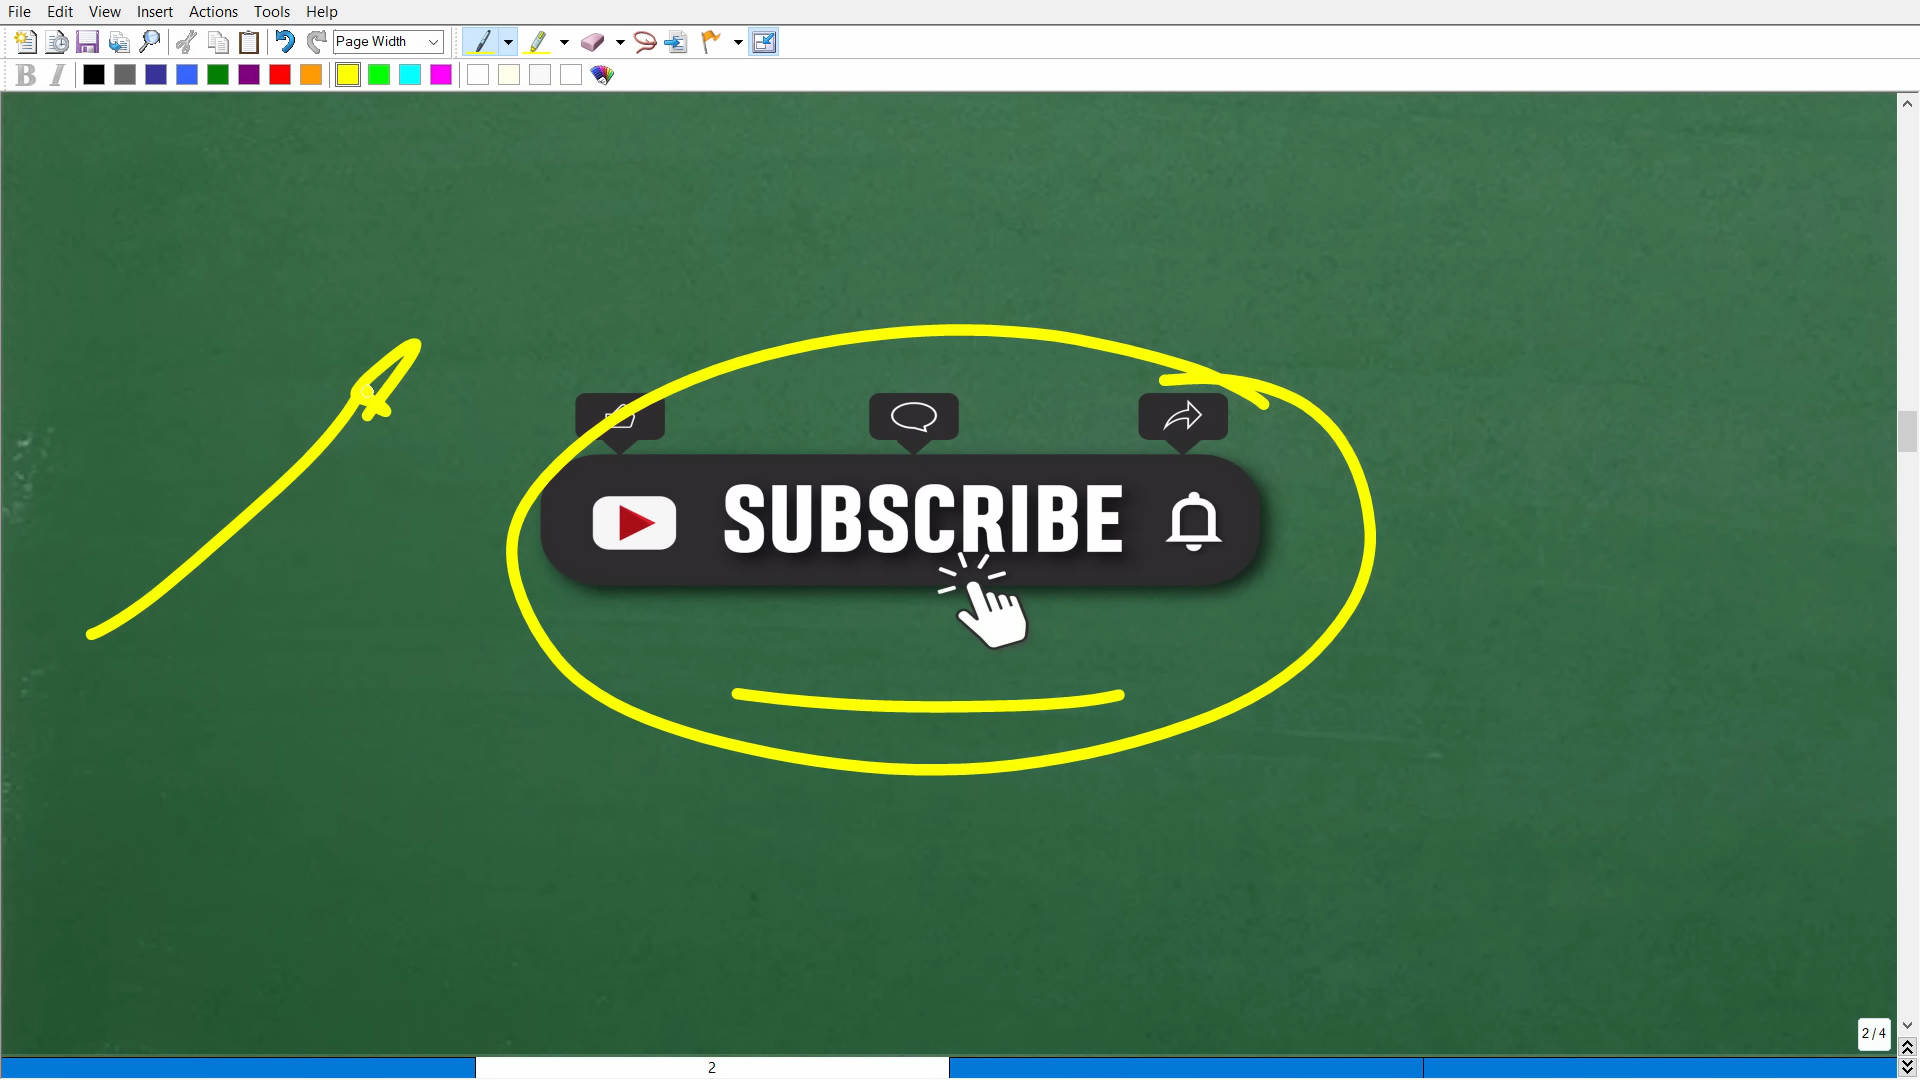 File Edit View Insert Actions Tools Help
Page Width
B I
SUBSCRIBE
2 / 4
2